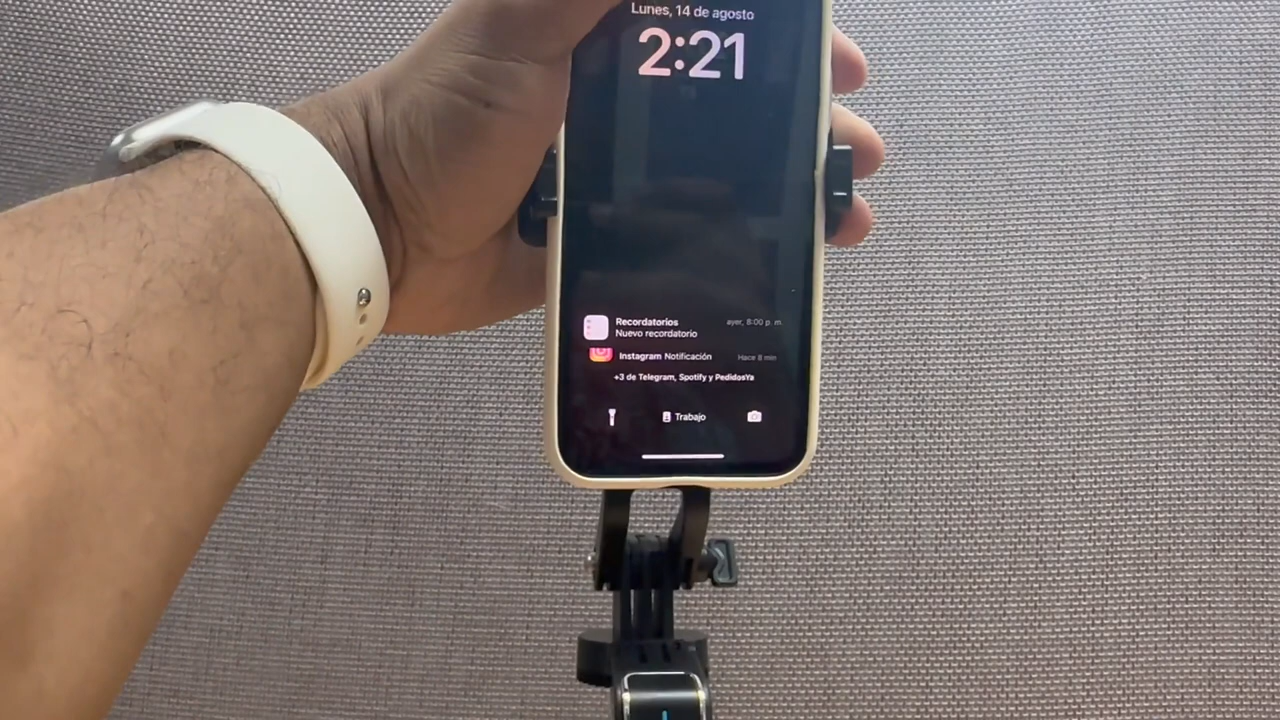 Lunes, 14 de agosto
2:21
Recordatorios ayer, 8:00 p. m.
Nuevo recordatorio
Instagram Notificación Hace 8 min
+3 de Telegram, Spotify y PedidosYa
Trabajo